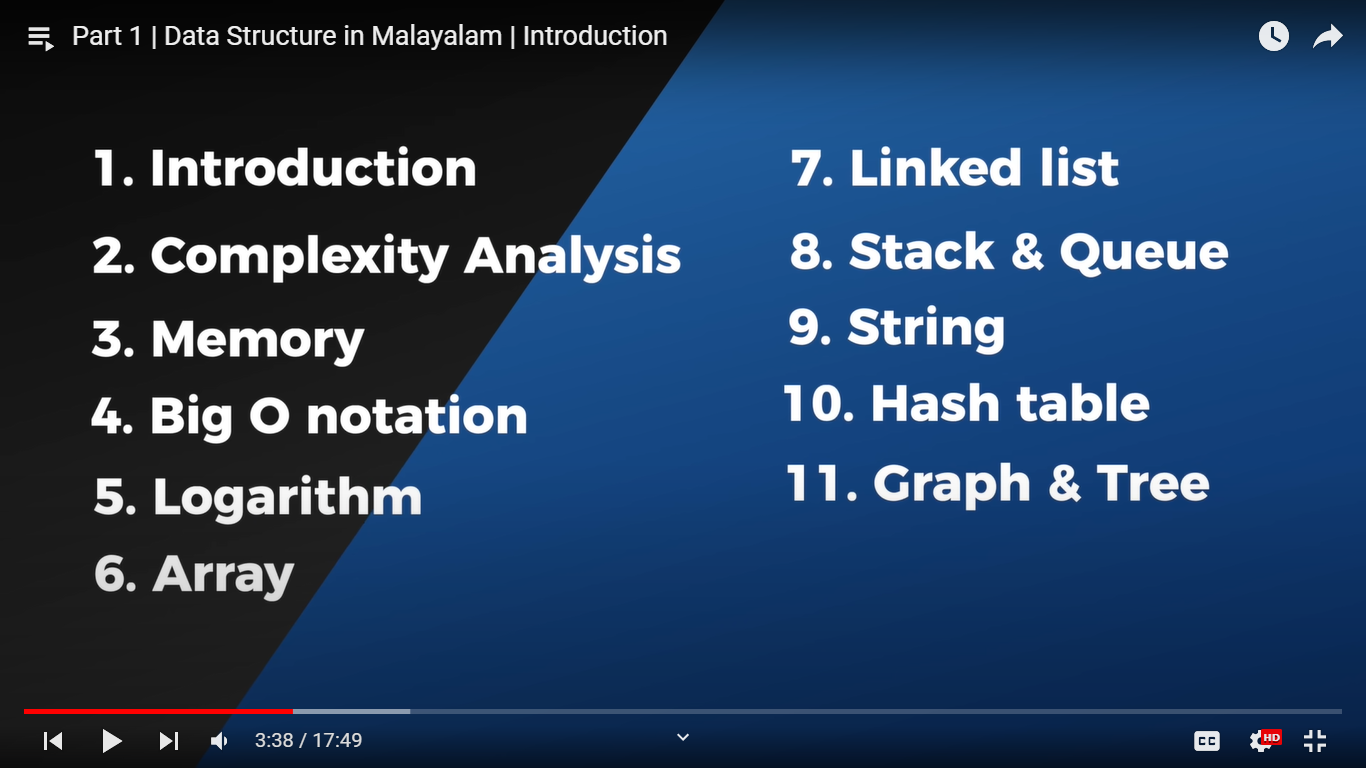 Part 1 | Data Structure in Malayalam | Introduction
1. Introduction
2. Complexity Analysis
3. Memory
4. Big O notation
5. Logarithm
6. Array
7. Linked list
8. Stack & Queue
9. String
10. Hash table
11. Graph & Tree
3:38 / 17:49
CC
HD